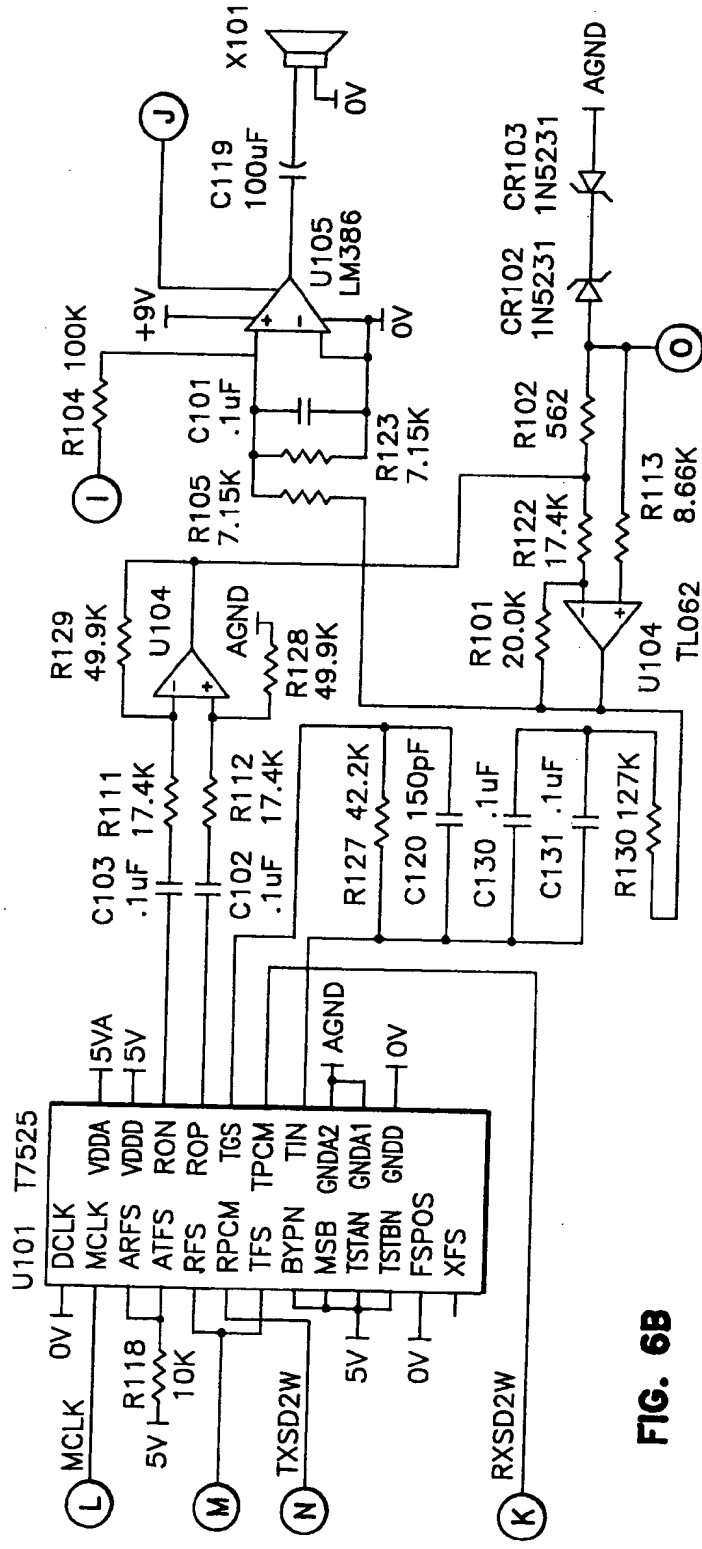 U101 T7525
0V
DCLK
MCLK
ARFS
ATFS
RFS
RPCM
TFS
BYPN
MSB
TSTAN
TSTBN
FSPOS
XFS
VDDA
VDDD
RON
ROP
TGS
TPCM
TIN
GNDA2
GNDA1
GNDD
L
MCLK
5V
R118
10K
M
N
TXSD2W
5V
0V
K
RXSD2W
5VA
5V
AGND
0V
C103
.1uF
R111
17.4K
C102
.1uF
R112
17.4K
R129
49.9K
U104
-
+
AGND
R128
49.9K
R127 42.2K
C120 150pF
C130 .1uF
C131 .1uF
R130 127K
I
R104 100K
R105
7.15K
C101
.1uF
R123
7.15K
+9V
+
-
0V
U105
LM386
J
C119
100uF
X101
0V
R101
20.0K
R122
17.4K
R102
562
-
+
U104
TL062
R113
8.66K
O
CR102
1N5231
CR103
1N5231
AGND
FIG. 6B